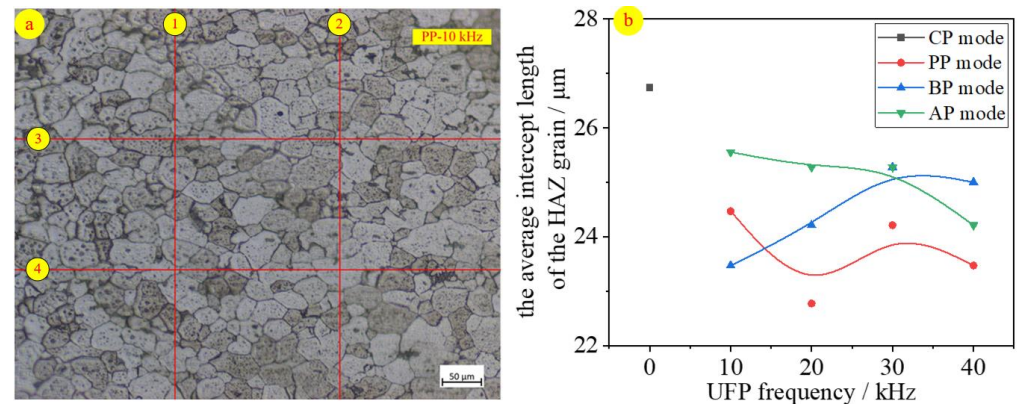 a
1
2
PP-10 kHz
3
4
50 µm
b
the average intercept length
of the HAZ grain / µm
28
26
24
22
CP mode
PP mode
BP mode
AP mode
0
10
20
30
40
UFP frequency / kHz